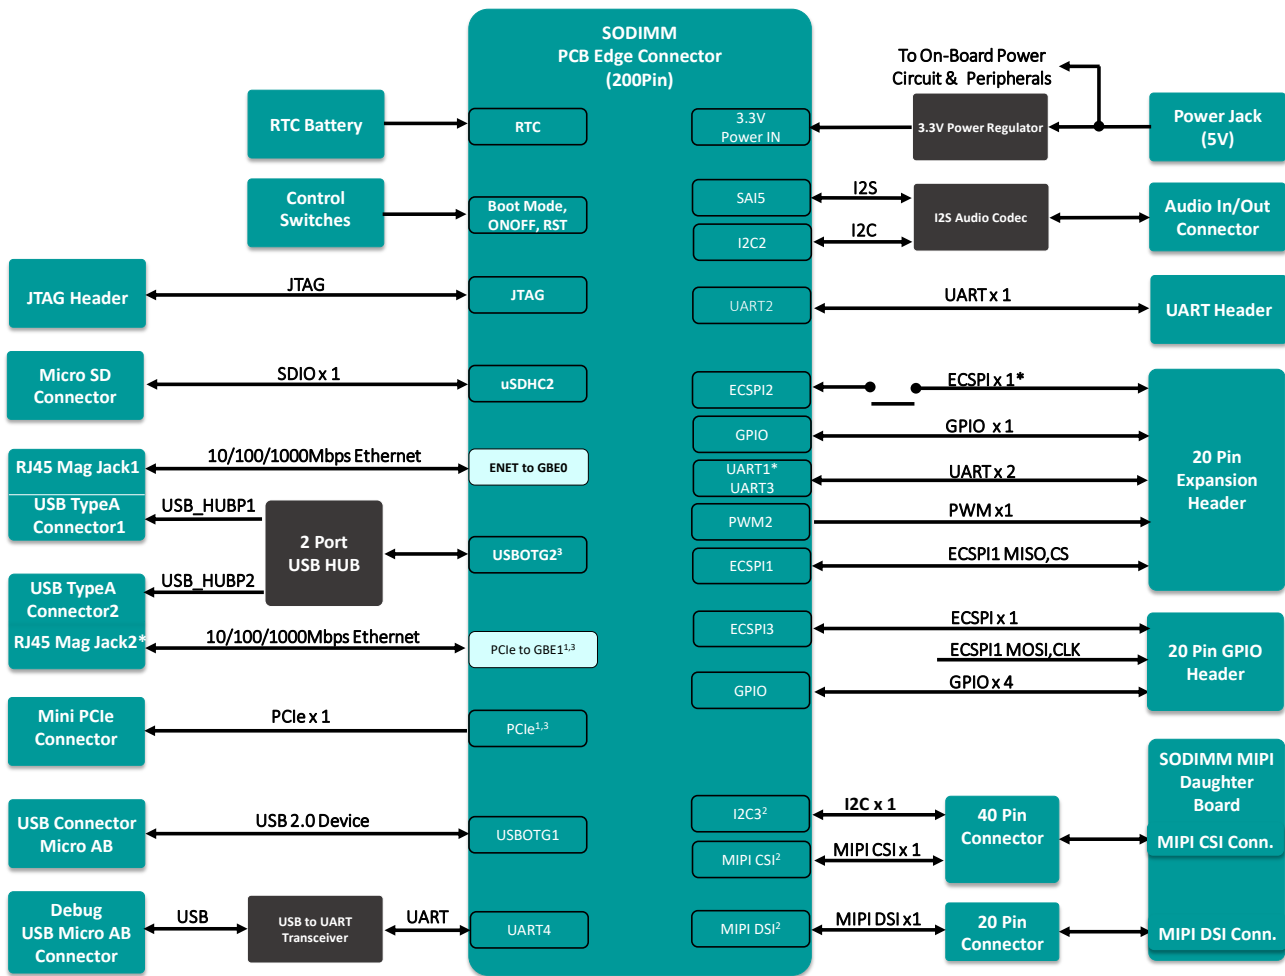 SODIMM
PCB Edge Connector
(200Pin)
To On-Board Power
Circuit & Peripherals
RTC Battery
RTC
3.3V
Power IN
3.3V Power Regulator
Power Jack
(5V)
Control
Switches
Boot Mode,
ONOFF, RST
SAI5
I2S
I2C2
I2C
I2S Audio Codec
Audio In/Out
Connector
JTAG Header
JTAG
JTAG
UART2
UART x 1
UART Header
Micro SD
Connector
SDIO x 1
uSDHC2
ECSPI2
ECSPI x 1*
GPIO
GPIO x 1
RJ45 Mag Jack1
10/100/1000Mbps Ethernet
ENET to GBE0
UART1*
UART3
UART x 2
20 Pin
Expansion
Header
USB TypeA
Connector1
USB_HUBP1
2 Port
USB HUB
USBOTG2³
PWM2
PWM x1
ECSPI1
ECSPI1 MISO,CS
USB TypeA
Connector2
USB_HUBP2
RJ45 Mag Jack2*
10/100/1000Mbps Ethernet
PCIe to GBE1¹,³
ECSPI3
ECSPI x 1
ECSPI1 MOSI,CLK
GPIO
GPIO x 4
20 Pin GPIO
Header
Mini PCIe
Connector
PCIe x 1
PCIe¹,³
SODIMM MIPI
Daughter
Board
MIPI CSI Conn.
MIPI DSI Conn.
USB Connector
Micro AB
USB 2.0 Device
USBOTG1
I2C3²
I2C x 1
MIPI CSI²
MIPI CSI x 1
40 Pin
Connector
Debug
USB Micro AB
Connector
USB
USB to UART
Transceiver
UART
UART4
MIPI DSI²
MIPI DSI x1
20 Pin
Connector